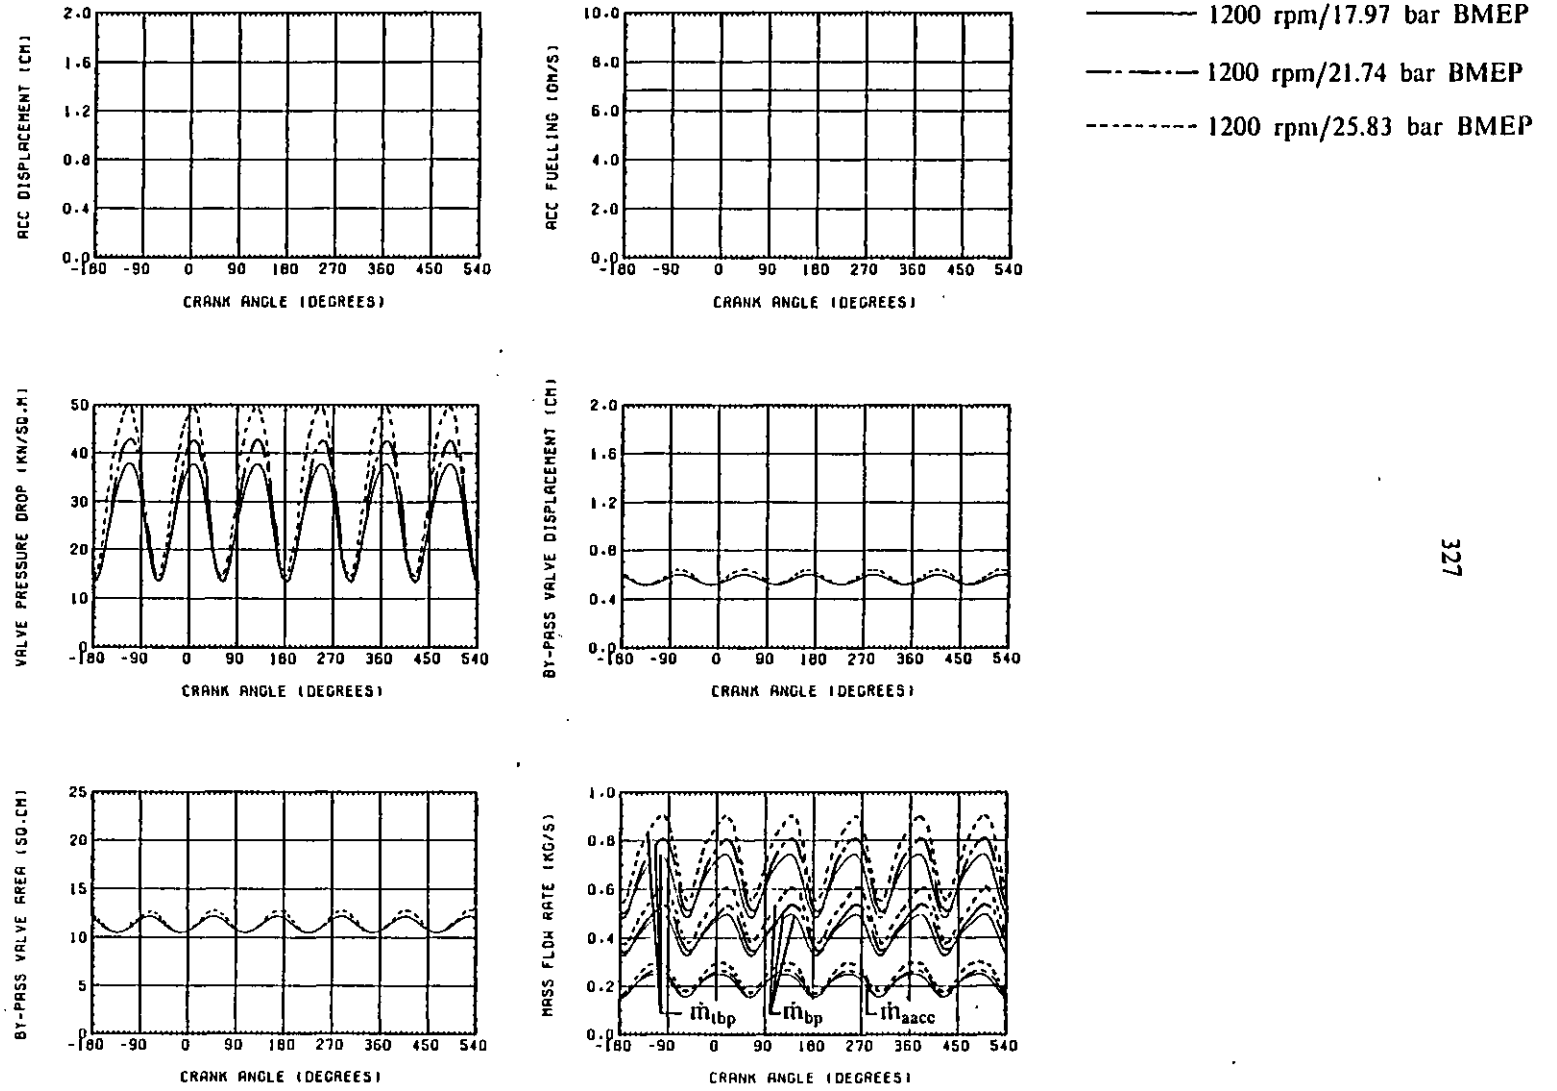 1200 rpm/17.97 bar BMEP
1200 rpm/21.74 bar BMEP
1200 rpm/25.83 bar BMEP
ACC DISPLACEMENT (CM)
2.0
1.6
1.2
0.8
0.4
0.0
-180 -90 0 90 180 270 360 450 540
CRANK ANGLE (DEGREES)
ACC FUELLING (GM/S)
10.0
8.0
6.0
4.0
2.0
0.0
-180 -90 0 90 180 270 360 450 540
CRANK ANGLE (DEGREES)
VALVE PRESSURE DROP (KN/SQ.M)
50
40
30
20
10
0
-180 -90 0 90 180 270 360 450 540
CRANK ANGLE (DEGREES)
BY-PASS VALVE DISPLACEMENT (CM)
2.0
1.6
1.2
0.8
0.4
0.0
-180 -90 0 90 180 270 360 450 540
CRANK ANGLE (DEGREES)
327
BY-PASS VALVE AREA (SQ.CM)
25
20
15
10
5
0
-180 -90 0 90 180 270 360 450 540
CRANK ANGLE (DEGREES)
MASS FLOW RATE (KG/S)
1.0
0.8
0.6
0.4
0.2
0.0
ṁtbp ṁbp ṁaacc
-180 -90 0 90 180 270 360 450 540
CRANK ANGLE (DEGREES)